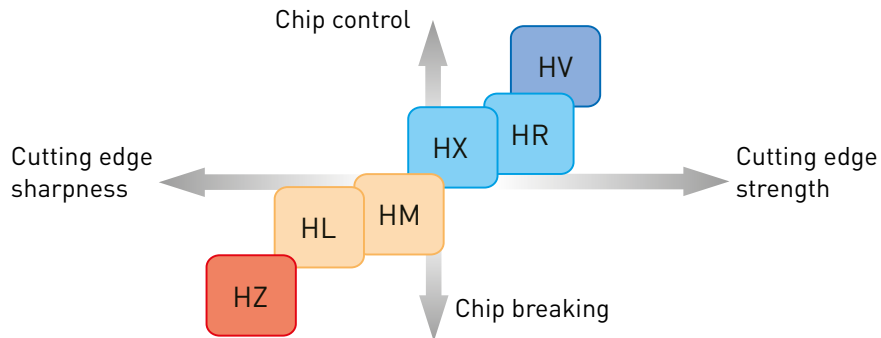 Chip control
HV
HR
HX
Cutting edge
sharpness
Cutting edge
strength
HM
HL
HZ
Chip breaking